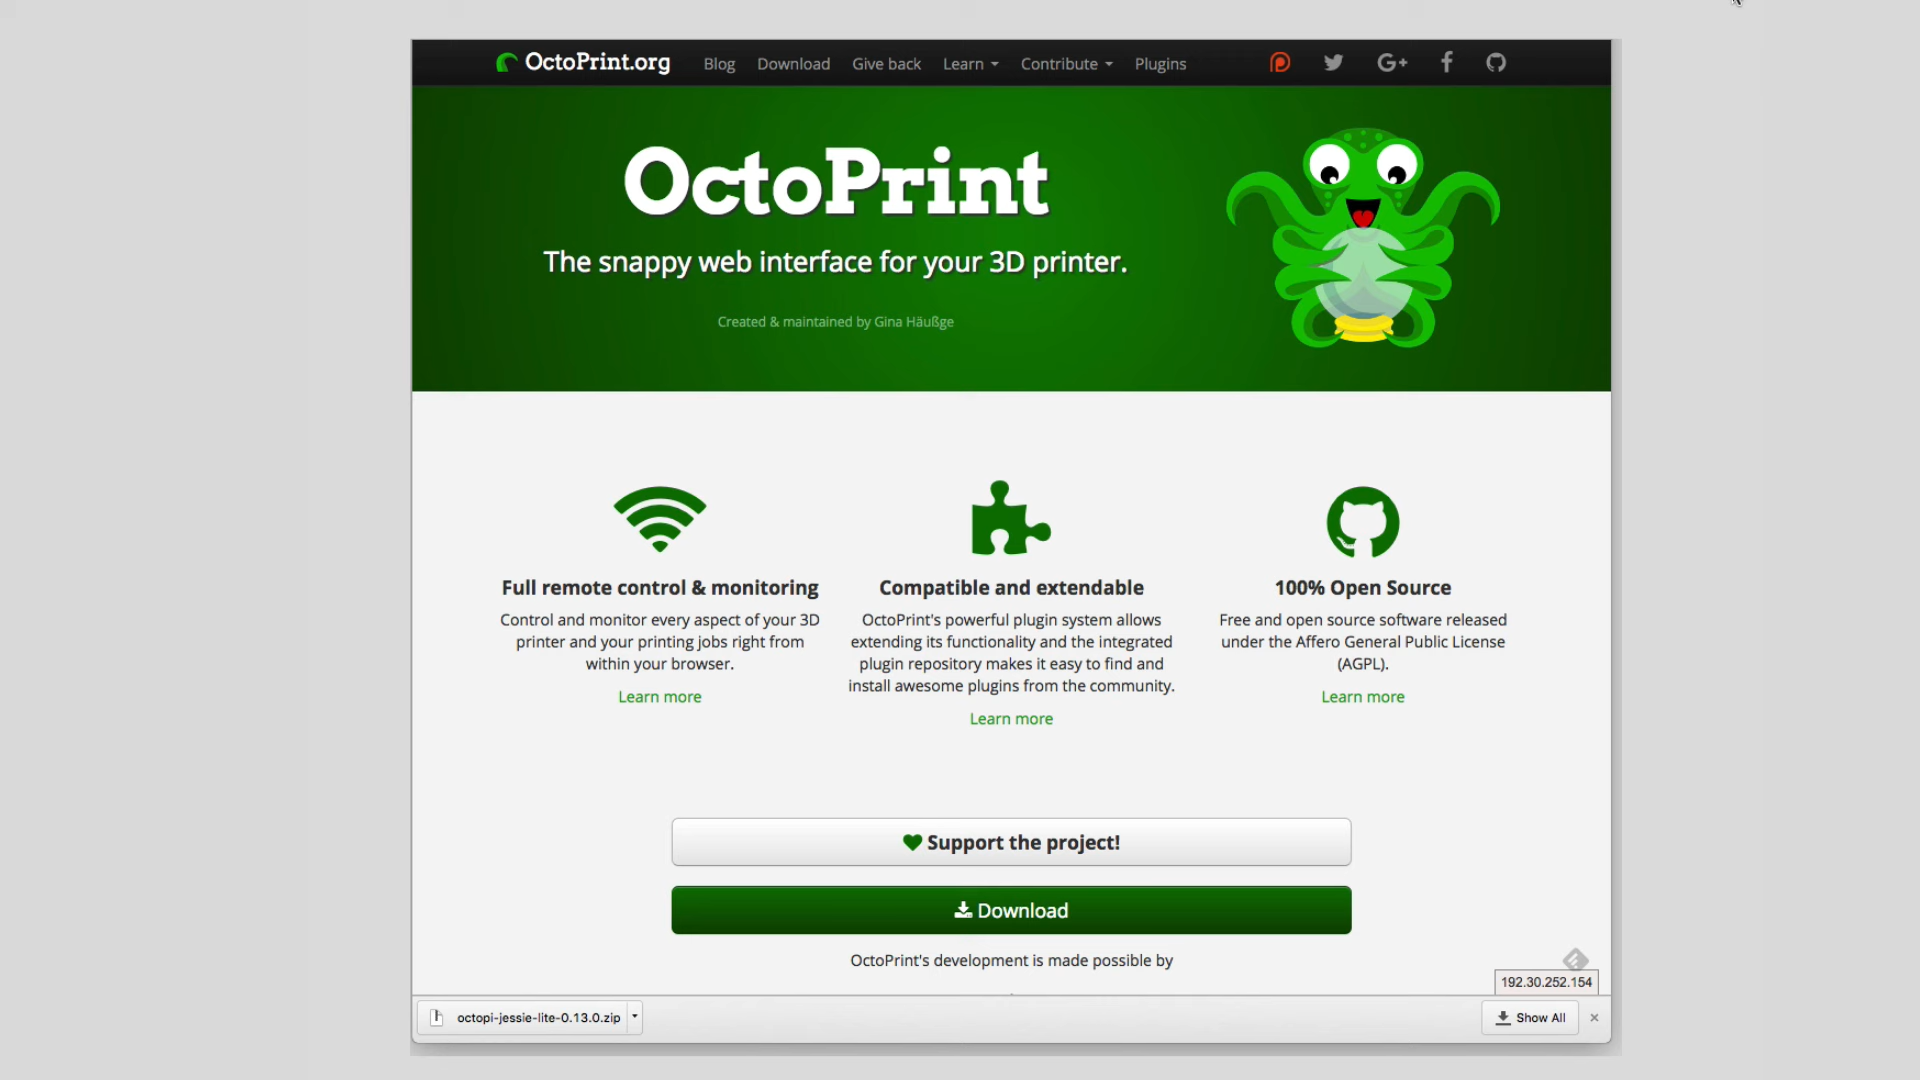 OctoPrint.org Blog Download Give back Learn Contribute Plugins G+
OctoPrint
The snappy web interface for your 3D printer.
Created & maintained by Gina Häußge
Full remote control & monitoring
Control and monitor every aspect of your 3D
printer and your printing jobs right from
within your browser.
Learn more
Compatible and extendable
OctoPrint's powerful plugin system allows
extending its functionality and the integrated
plugin repository makes it easy to find and
install awesome plugins from the community.
Learn more
100% Open Source
Free and open source software released
under the Affero General Public License
(AGPL).
Learn more
Support the project!
Download
OctoPrint's development is made possible by
192.30.252.154
octopi-jessie-lite-0.13.0.zip
Show All